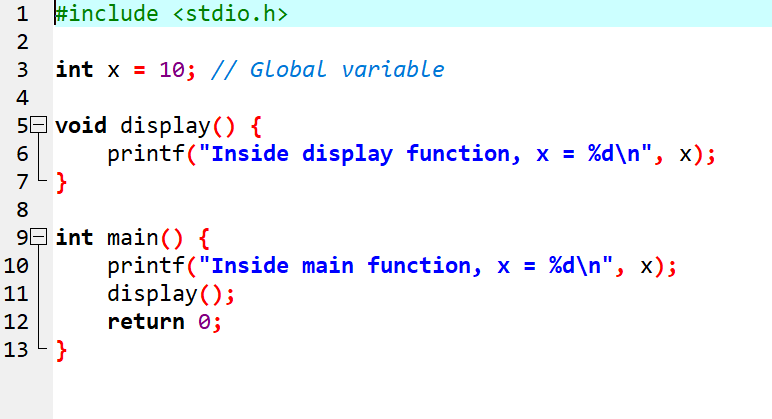 1 #include <stdio.h>
2
3 int x = 10; // Global variable
4
5 void display() {
6     printf("Inside display function, x = %d\n", x);
7 }
8
9 int main() {
10     printf("Inside main function, x = %d\n", x);
11     display();
12     return 0;
13 }